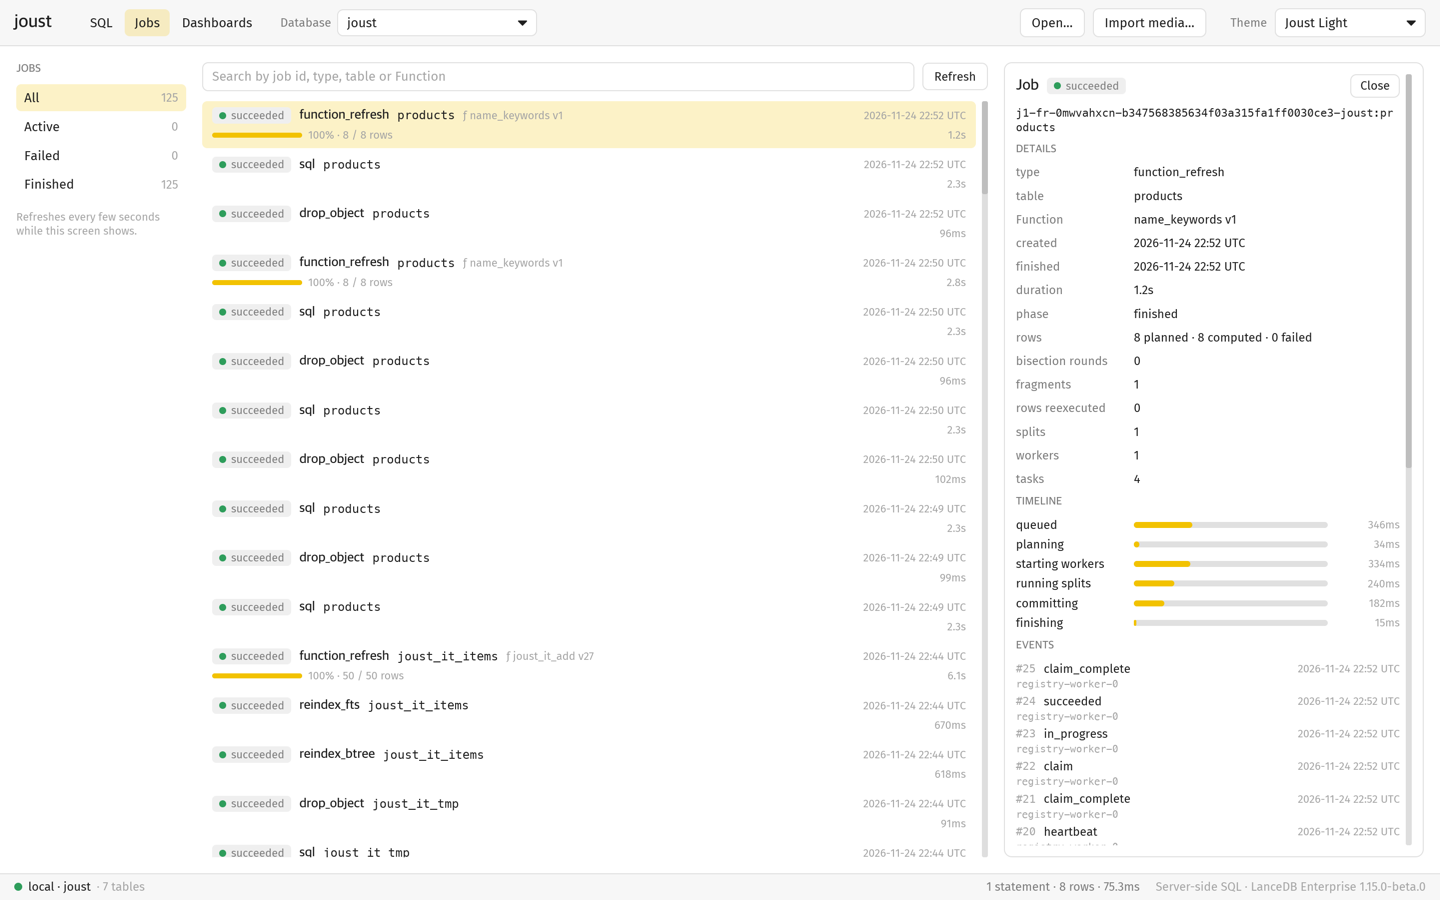 joust SQL Jobs Dashboards Database joust Open... Import media... Theme Joust Light
JOBS
All 125
Active 0
Failed 0
Finished 125
Refreshes every few seconds
while this screen shows.
Search by job id, type, table or Function Refresh
succeeded function_refresh products ƒ name_keywords v1 2026-11-24 22:52 UTC
100% · 8 / 8 rows 1.2s
succeeded sql products 2026-11-24 22:52 UTC
2.3s
succeeded drop_object products 2026-11-24 22:52 UTC
96ms
succeeded function_refresh products ƒ name_keywords v1 2026-11-24 22:50 UTC
100% · 8 / 8 rows 2.8s
succeeded sql products 2026-11-24 22:50 UTC
2.3s
succeeded drop_object products 2026-11-24 22:50 UTC
96ms
succeeded sql products 2026-11-24 22:50 UTC
2.3s
succeeded drop_object products 2026-11-24 22:50 UTC
102ms
succeeded sql products 2026-11-24 22:49 UTC
2.3s
succeeded drop_object products 2026-11-24 22:49 UTC
99ms
succeeded sql products 2026-11-24 22:49 UTC
2.3s
succeeded function_refresh joust_it_items ƒ joust_it_add v27 2026-11-24 22:44 UTC
100% · 50 / 50 rows 6.1s
succeeded reindex_fts joust_it_items 2026-11-24 22:44 UTC
670ms
succeeded reindex_btree joust_it_items 2026-11-24 22:44 UTC
618ms
succeeded drop_object joust_it_tmp 2026-11-24 22:44 UTC
91ms
succeeded sql joust_it_tmp 2026-11-24 22:44 UTC
Job succeeded Close
j1-fr-0mwvahxcn-b347568385634f03a315fa1ff0030ce3-joust:pr
oducts
DETAILS
type function_refresh
table products
Function name_keywords v1
created 2026-11-24 22:52 UTC
finished 2026-11-24 22:52 UTC
duration 1.2s
phase finished
rows 8 planned · 8 computed · 0 failed
bisection rounds 0
fragments 1
rows reexecuted 0
splits 1
workers 1
tasks 4
TIMELINE
queued 346ms
planning 34ms
starting workers 334ms
running splits 240ms
committing 182ms
finishing 15ms
EVENTS
#25 claim_complete 2026-11-24 22:52 UTC
registry-worker-0
#24 succeeded 2026-11-24 22:52 UTC
registry-worker-0
#23 in_progress 2026-11-24 22:52 UTC
registry-worker-0
#22 claim 2026-11-24 22:52 UTC
registry-worker-0
#21 claim_complete 2026-11-24 22:52 UTC
registry-worker-0
#20 heartbeat 2026-11-24 22:52 UTC
local · joust · 7 tables 1 statement · 8 rows · 75.3ms Server-side SQL · LanceDB Enterprise 1.15.0-beta.0